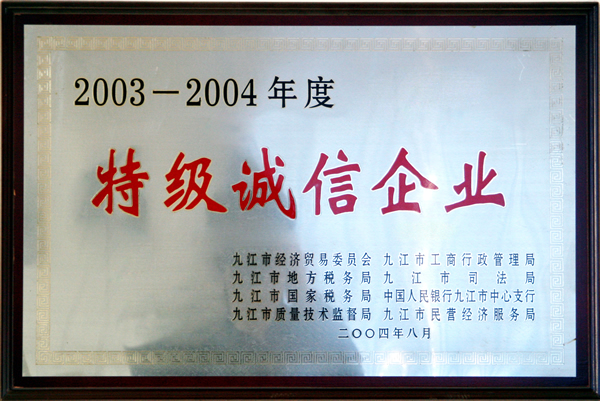 2003－2004年度
特级诚信企业
九江市经济贸易委员会 九江市工商行政管理局
九江市地方税务局 九江市司法局
九江市国家税务局 中国人民银行九江市中心支行
九江市质量技术监督局 九江市民营经济服务局
二〇〇四年八月